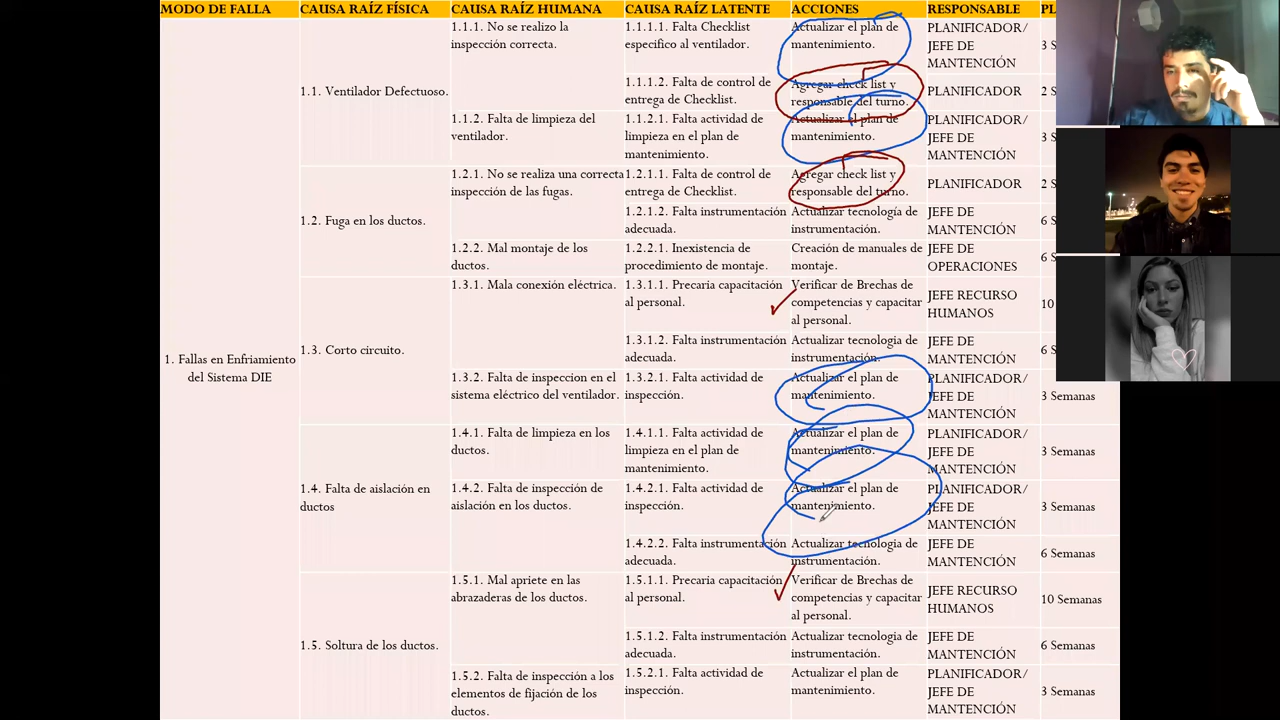 MODO DE FALLA CAUSA RAÍZ FÍSICA CAUSA RAÍZ HUMANA CAUSA RAÍZ LATENTE ACCIONES RESPONSABLE
1. Fallas en Enfriamiento
del Sistema DIE
1.1. Ventilador Defectuoso.
1.1.1. No se realizo la
inspección correcta.
1.1.1.1. Falta Checklist
especifico al ventilador.
Actualizar el plan de
mantenimiento.
PLANIFICADOR/
JEFE DE
MANTENCIÓN
1.1.1.2. Falta de control de
entrega de Checklist.
Agregar check list y
responsable del turno.
PLANIFICADOR
1.1.2. Falta de limpieza del
ventilador.
1.1.2.1. Falta actividad de
limpieza en el plan de
mantenimiento.
Actualizar el plan de
mantenimiento.
PLANIFICADOR/
JEFE DE
MANTENCIÓN
1.2. Fuga en los ductos.
1.2.1. No se realiza una correcta
inspección de las fugas.
1.2.1.1. Falta de control de
entrega de Checklist.
Agregar check list y
responsable del turno.
PLANIFICADOR
1.2.1.2. Falta instrumentación
adecuada.
Actualizar tecnología de
instrumentación.
JEFE DE
MANTENCIÓN
1.2.2. Mal montaje de los
ductos.
1.2.2.1. Inexistencia de
procedimiento de montaje.
Creación de manuales de
montaje.
JEFE DE
OPERACIONES
1.3. Corto circuito.
1.3.1. Mala conexión eléctrica.
1.3.1.1. Precaria capacitación
al personal.
Verificar de Brechas de
competencias y capacitar
al personal.
JEFE RECURSO
HUMANOS
10
1.3.1.2. Falta instrumentación
adecuada.
Actualizar tecnologia de
instrumentación.
JEFE DE
MANTENCIÓN
1.3.2. Falta de inspeccion en el
sistema eléctrico del ventilador.
1.3.2.1. Falta actividad de
inspección.
Actualizar el plan de
mantenimiento.
PLANIFICADOR/
JEFE DE
MANTENCIÓN
3 Semanas
1.4. Falta de aislación en
ductos
1.4.1. Falta de limpieza en los
ductos.
1.4.1.1. Falta actividad de
limpieza en el plan de
mantenimiento.
Actualizar el plan de
mantenimiento.
PLANIFICADOR/
JEFE DE
MANTENCIÓN
3 Semanas
1.4.2. Falta de inspección de
aislación en los ductos.
1.4.2.1. Falta actividad de
inspección.
Actualizar el plan de
mantenimiento.
PLANIFICADOR/
JEFE DE
MANTENCIÓN
3 Semanas
1.4.2.2. Falta instrumentación
adecuada.
Actualizar tecnologia de
instrumentación.
JEFE DE
MANTENCIÓN
6 Semanas
1.5. Soltura de los ductos.
1.5.1. Mal apriete en las
abrazaderas de los ductos.
1.5.1.1. Precaria capacitación
al personal.
Verificar de Brechas de
competencias y capacitar
al personal.
JEFE RECURSO
HUMANOS
10 Semanas
1.5.1.2. Falta instrumentación
adecuada.
Actualizar tecnologia de
instrumentación.
JEFE DE
MANTENCIÓN
6 Semanas
1.5.2. Falta de inspección a los
elementos de fijación de los
ductos.
1.5.2.1. Falta actividad de
inspección.
Actualizar el plan de
mantenimiento.
PLANIFICADOR/
JEFE DE
MANTENCIÓN
3 Semanas